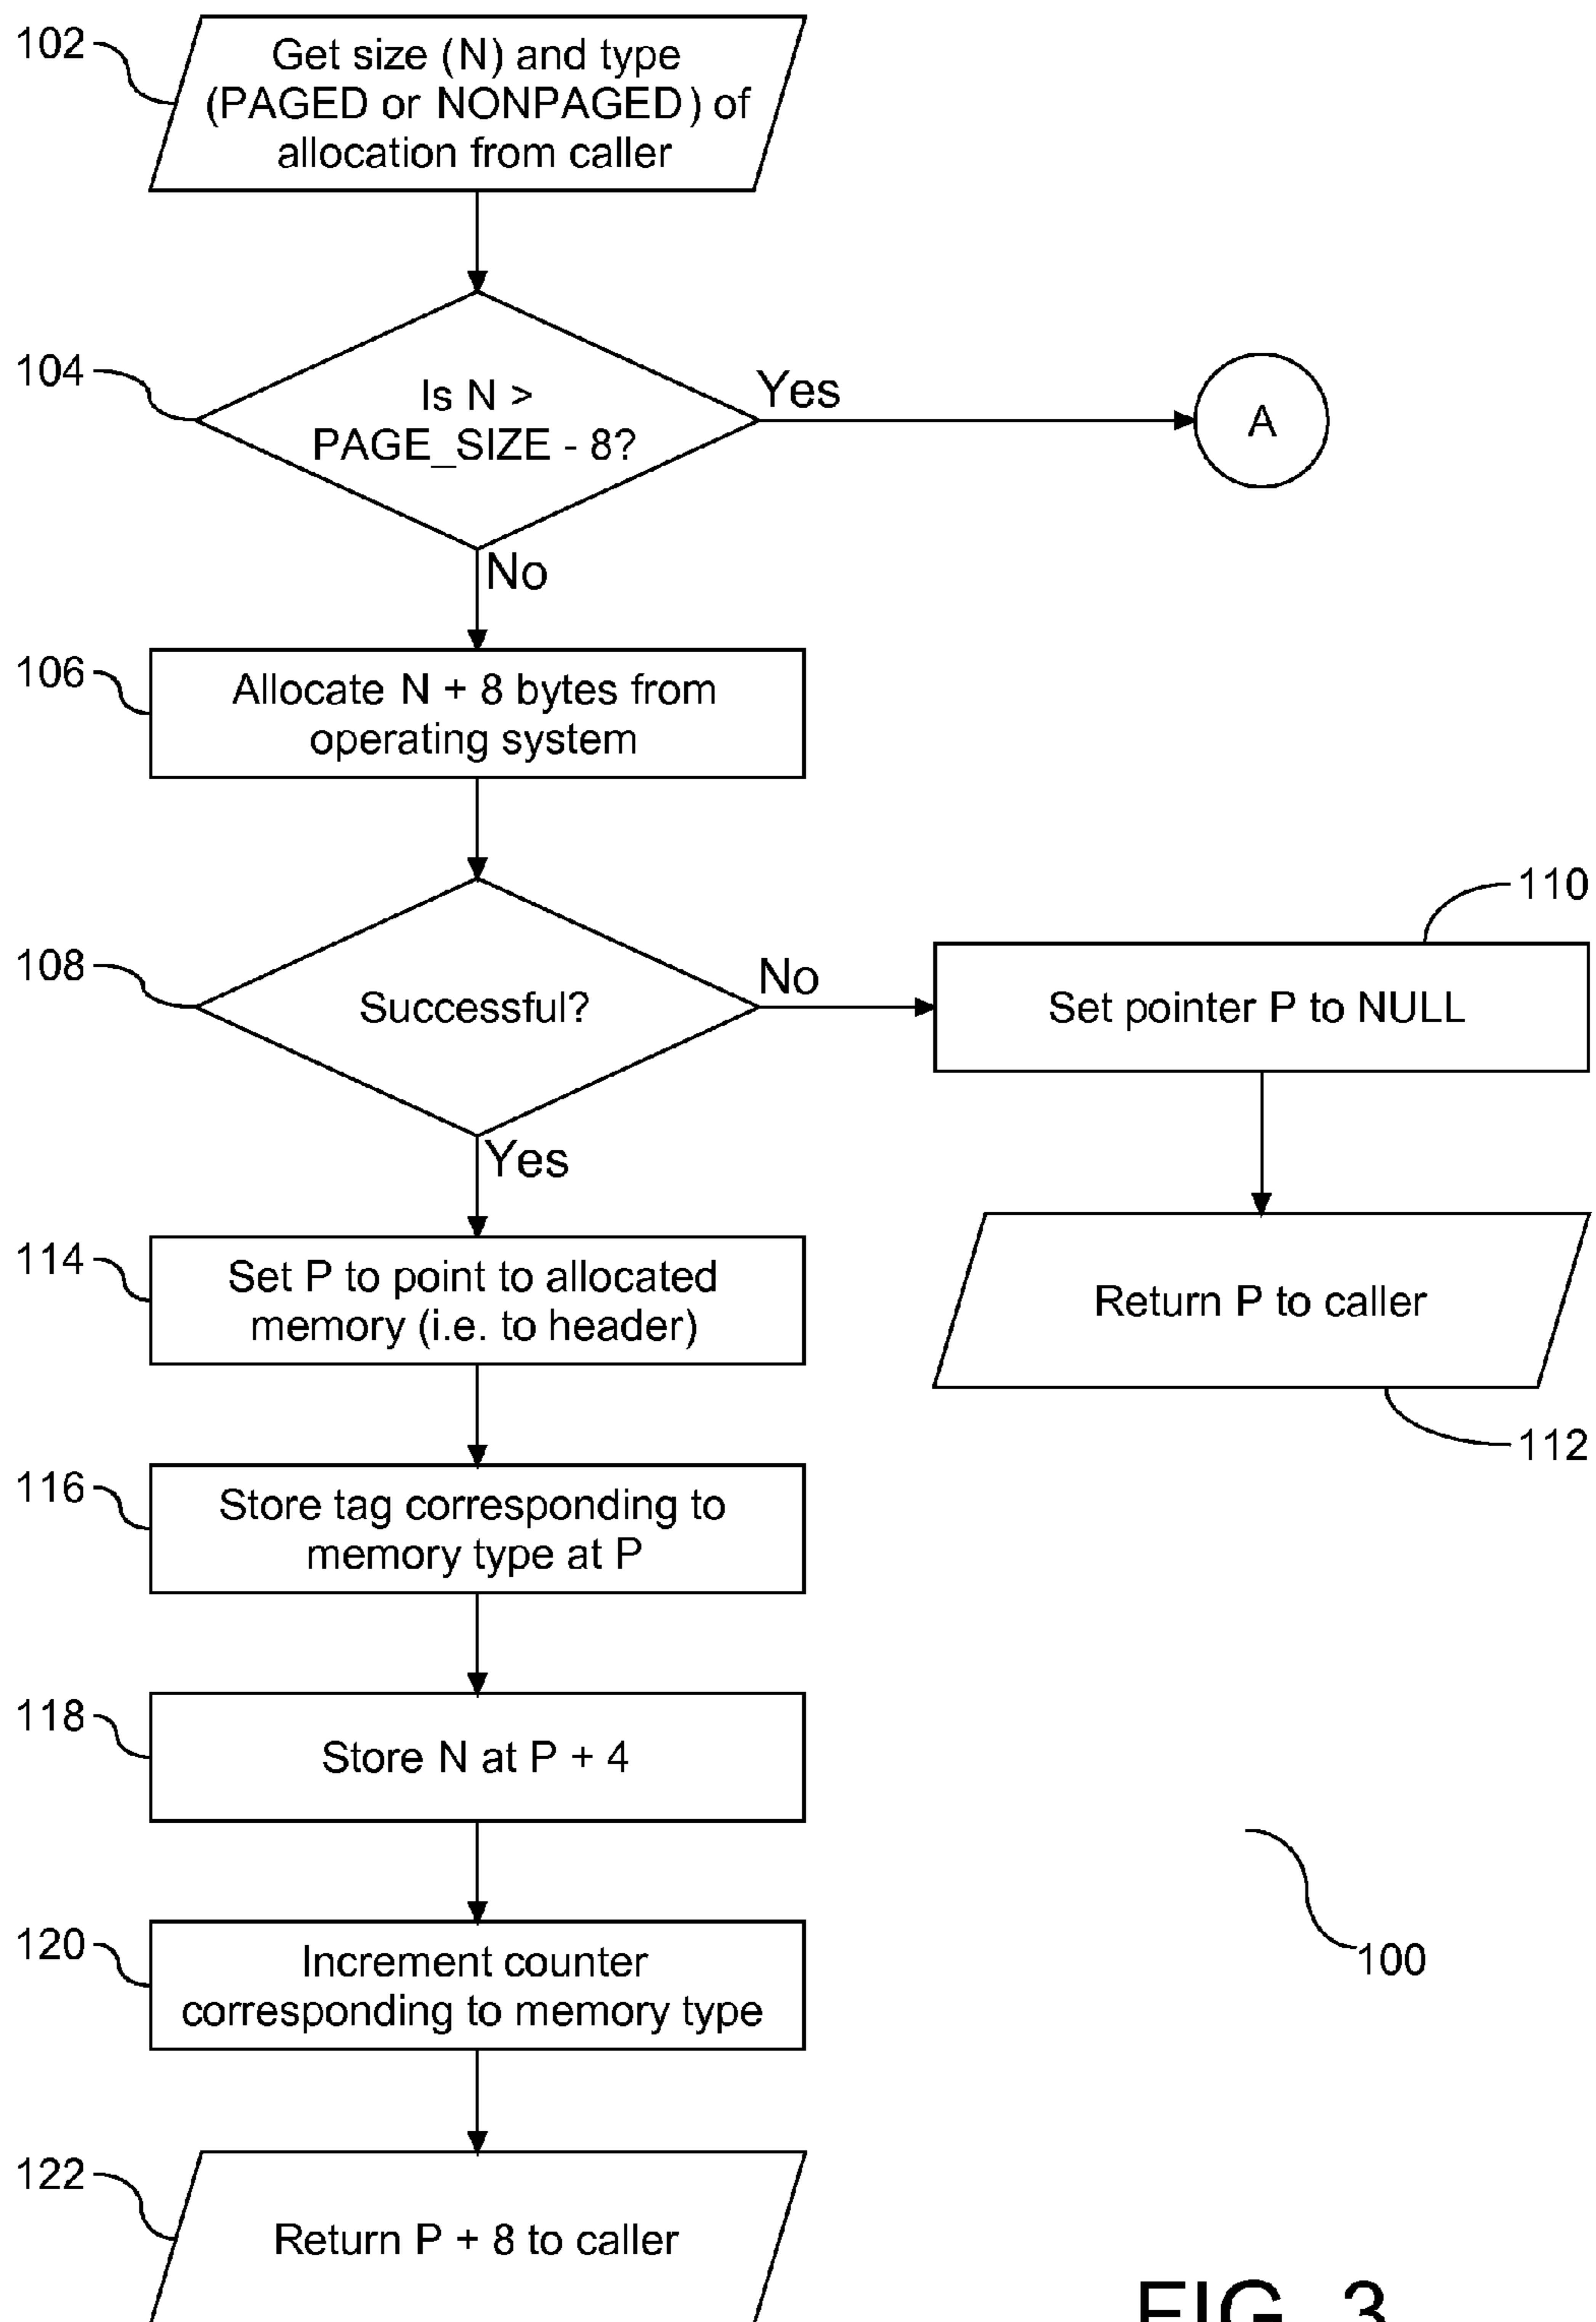 102
Get size (N) and type
(PAGED or NONPAGED) of
allocation from caller
104
Is N >
PAGE_SIZE - 8?
Yes
A
No
106
Allocate N + 8 bytes from
operating system
108
Successful?
No
110
Set pointer P to NULL
Return P to caller
112
Yes
114
Set P to point to allocated
memory (i.e. to header)
116
Store tag corresponding to
memory type at P
118
Store N at P + 4
120
Increment counter
corresponding to memory type
100
122
Return P + 8 to caller
FIG. 3